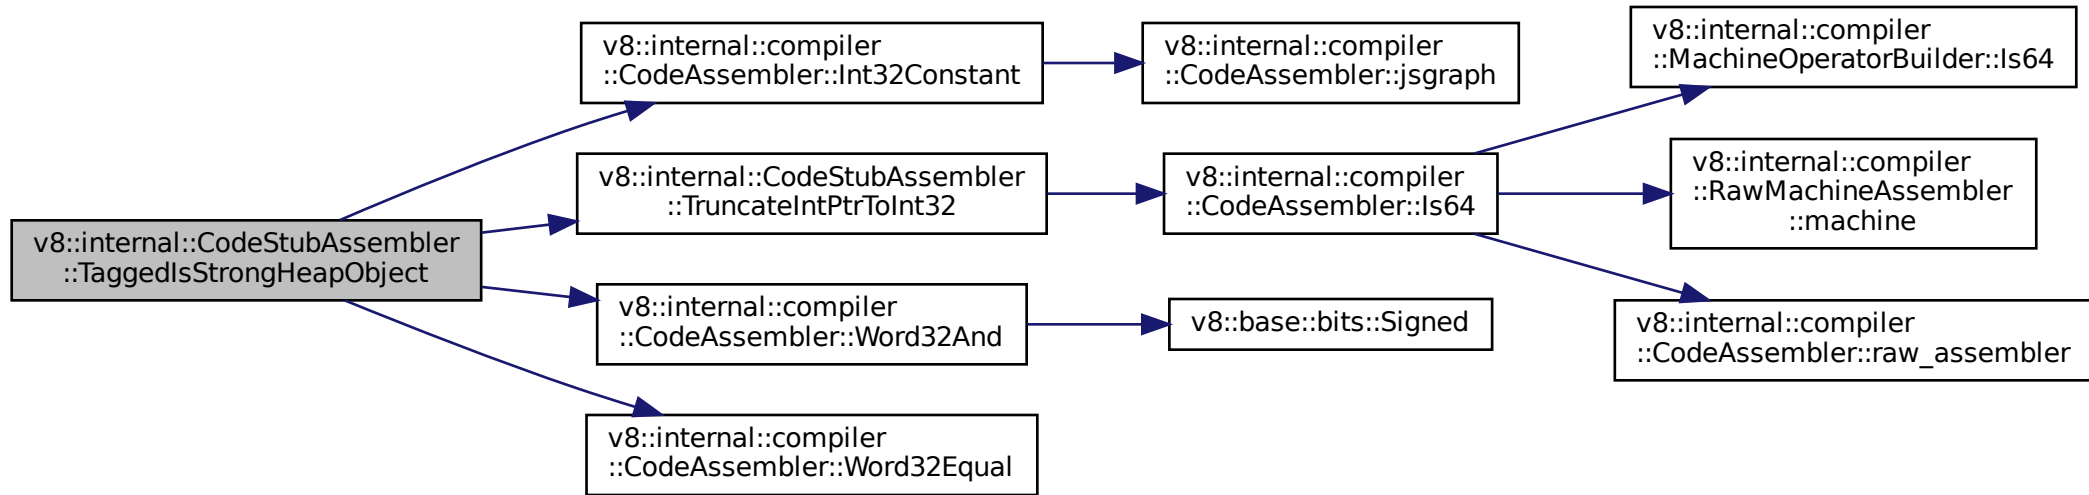 v8::internal::CodeStubAssembler
::TaggedIsStrongHeapObject
v8::internal::compiler
::CodeAssembler::Int32Constant
v8::internal::compiler
::CodeAssembler::jsgraph
v8::internal::CodeStubAssembler
::TruncateIntPtrToInt32
v8::internal::compiler
::CodeAssembler::Is64
v8::internal::compiler
::MachineOperatorBuilder::Is64
v8::internal::compiler
::RawMachineAssembler
::machine
v8::internal::compiler
::CodeAssembler::raw_assembler
v8::internal::compiler
::CodeAssembler::Word32And
v8::base::bits::Signed
v8::internal::compiler
::CodeAssembler::Word32Equal